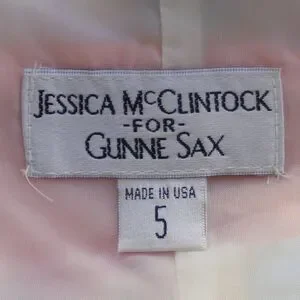 JESSICA McCLINTOCK
-FOR-
GUNNE SAX
MADE IN USA
5